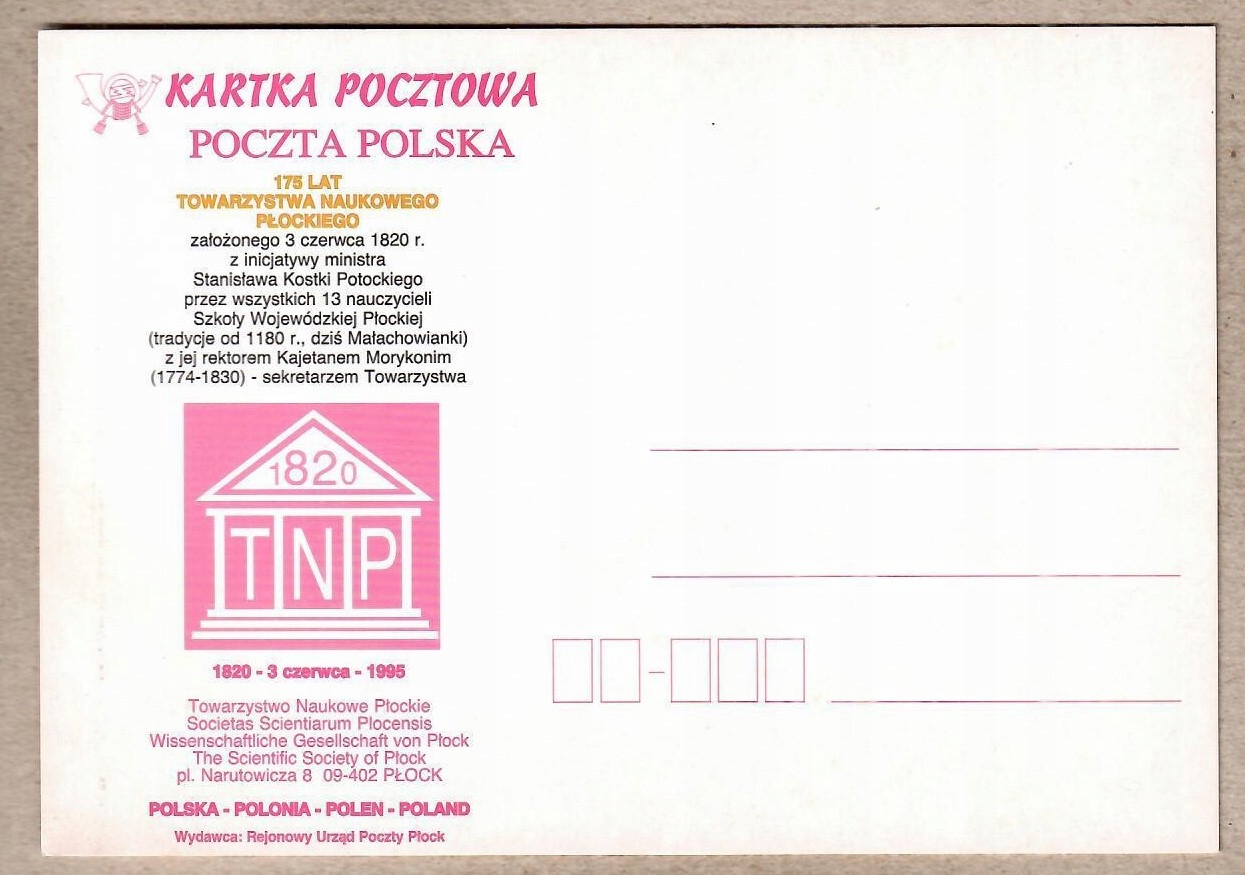 KARTKA POCZTOWA
POCZTA POLSKA
175 LAT
TOWARZYSTWA NAUKOWEGO
PŁOCKIEGO
założonego 3 czerwca 1820 r.
z inicjatywy ministra
Stanisława Kostki Potockiego
przez wszystkich 13 nauczycieli
Szkoły Wojewódzkiej Płockiej
(tradycje od 1180 r., dziś Małachowianki)
z jej rektorem Kajetanem Morykonim
(1774-1830) - sekretarzem Towarzystwa
1820
TNP
1820 - 3 czerwca - 1995
Towarzystwo Naukowe Płockie
Societas Scientiarum Plocensis
Wissenschaftliche Gesellschaft von Płock
The Scientific Society of Płock
pl. Narutowicza 8 09-402 PŁOCK
POLSKA - POLONIA - POLEN - POLAND
Wydawca: Rejonowy Urząd Poczty Płock